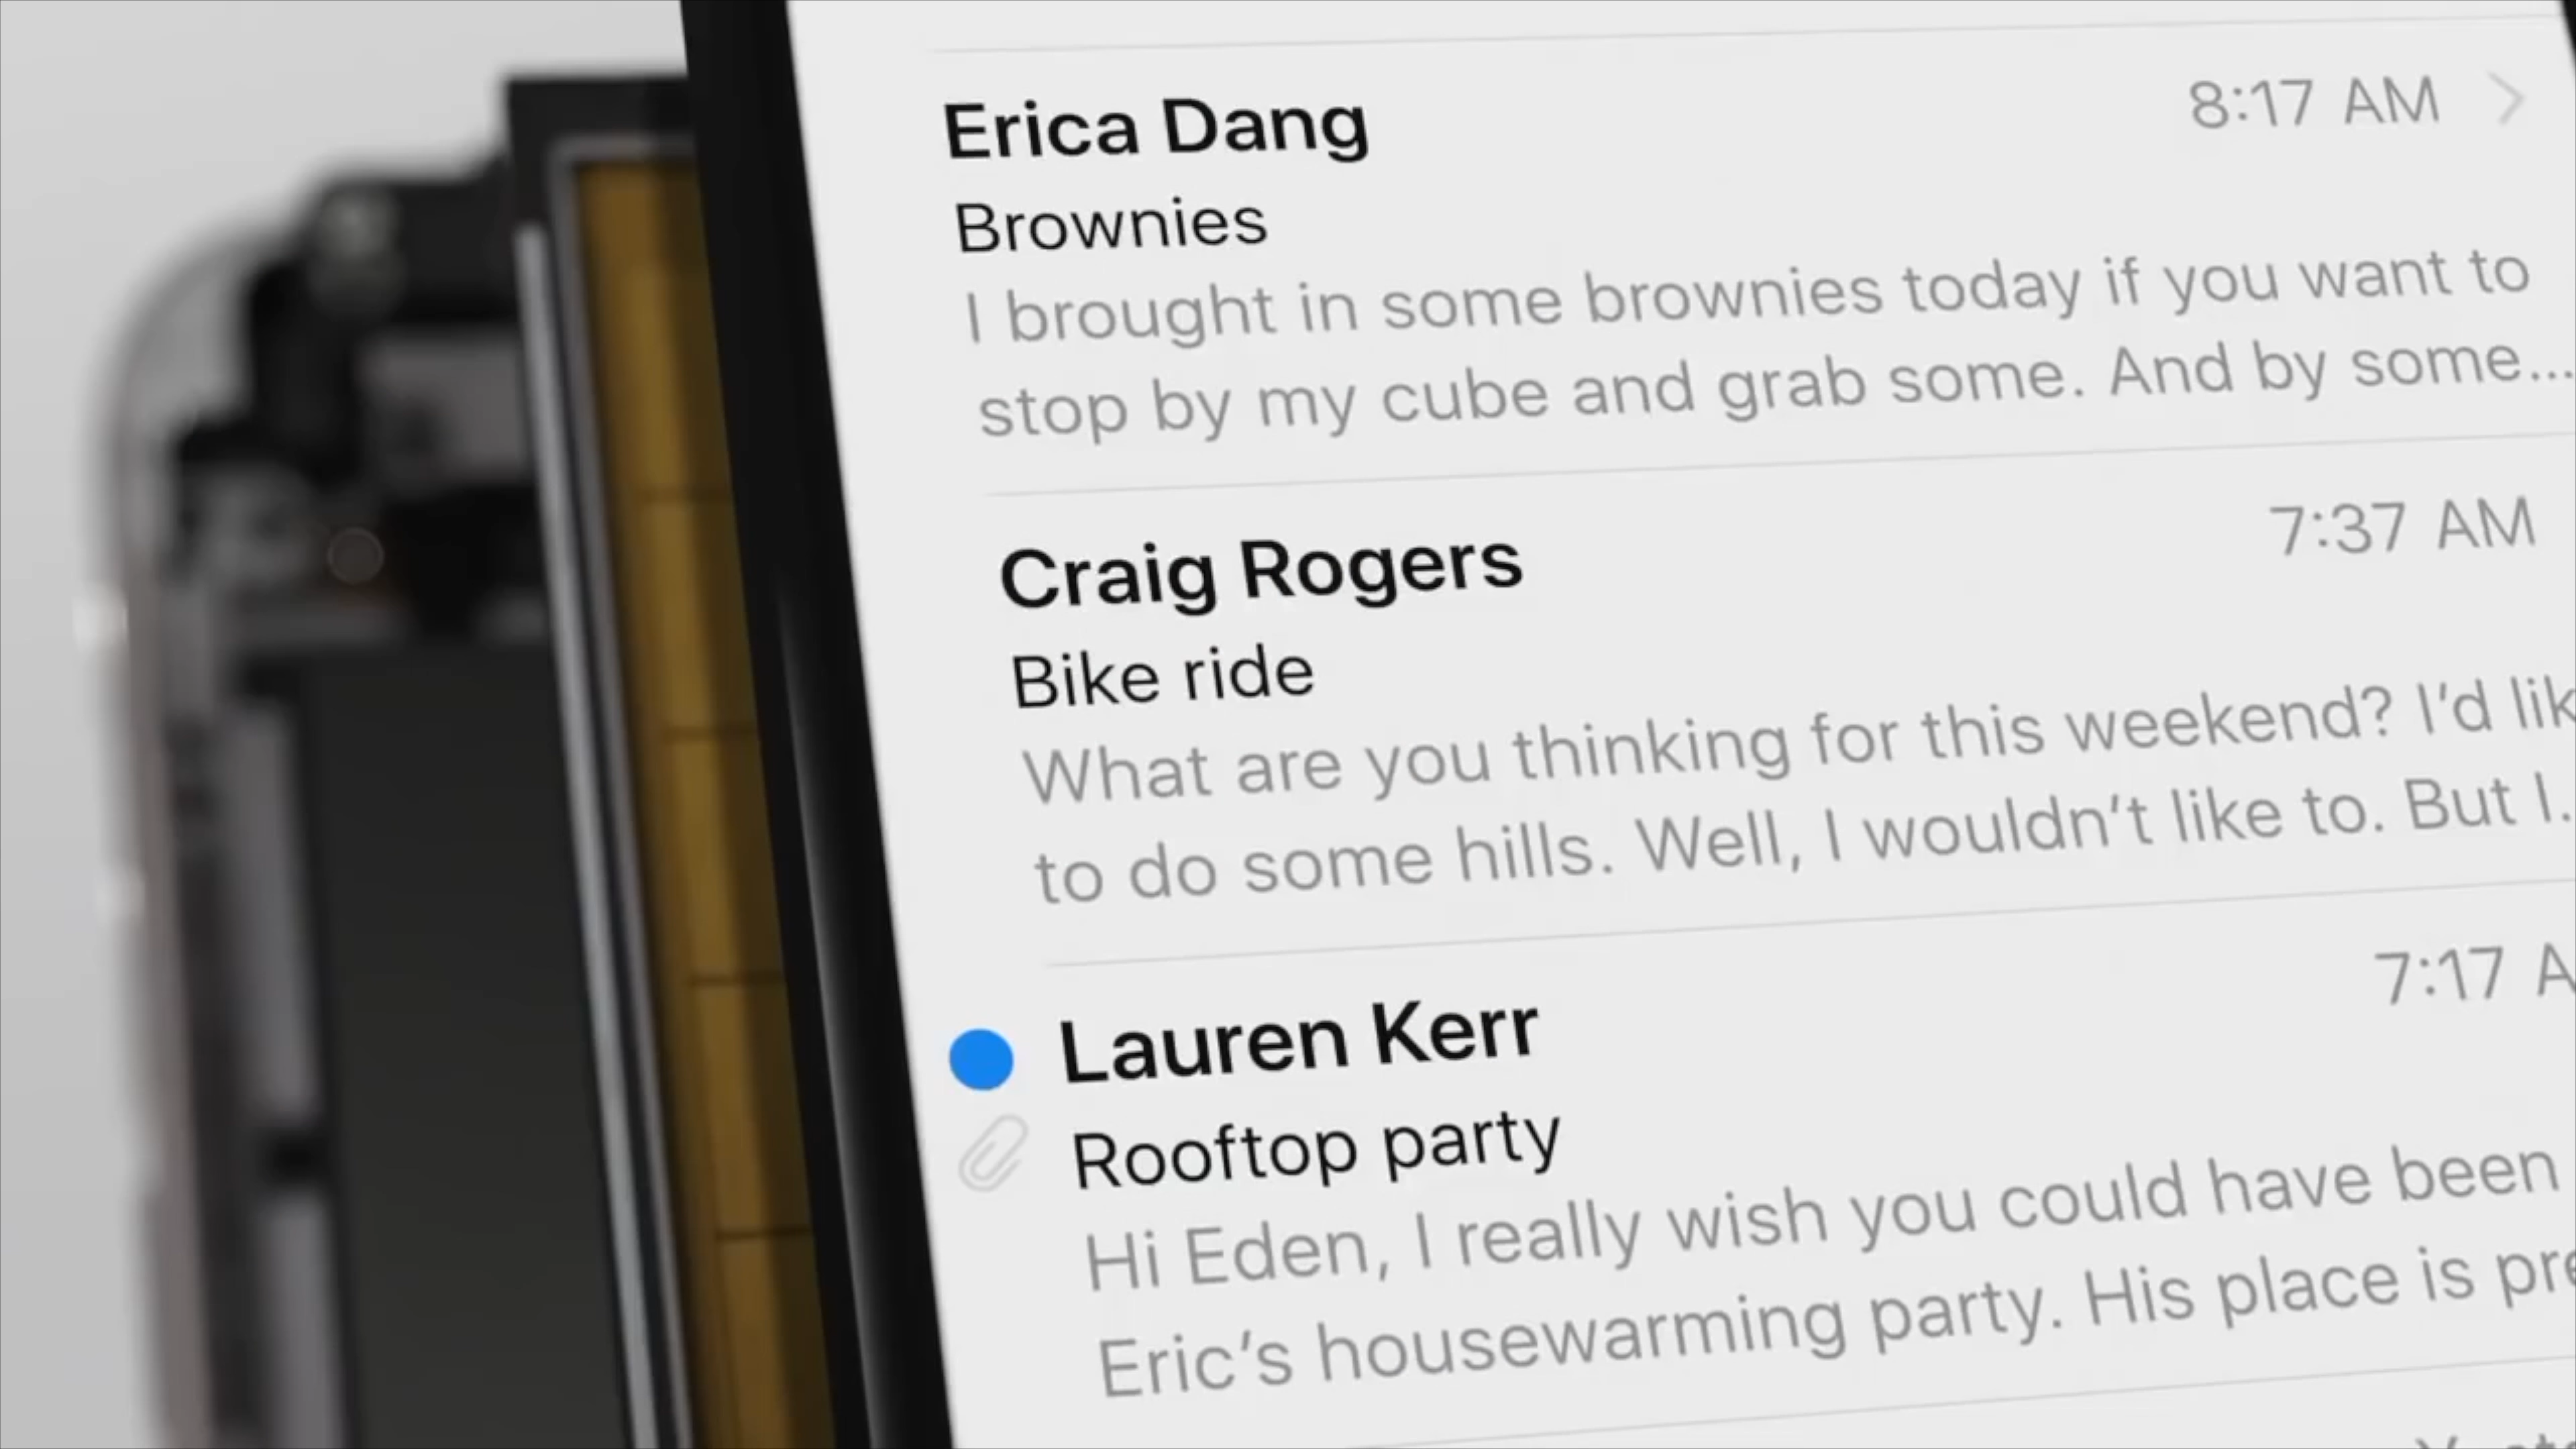 Erica Dang
8:17 AM
Brownies
I brought in some brownies today if you want to
stop by my cube and grab some. And by some...
Craig Rogers
7:37 AM
Bike ride
What are you thinking for this weekend? I’d
to do some hills. Well, I wouldn’t like to. But I.
Lauren Kerr
7:17
Rooftop party
Hi Eden, I really wish you could have been
Eric’s housewarming party. His place is